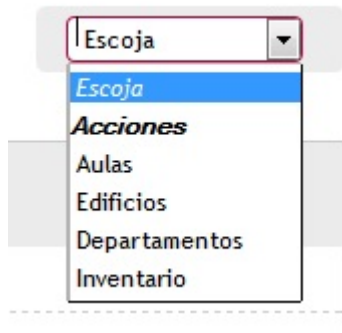 Escoja
Escoja
Acciones
Aulas
Edificios
Departamentos
Inventario